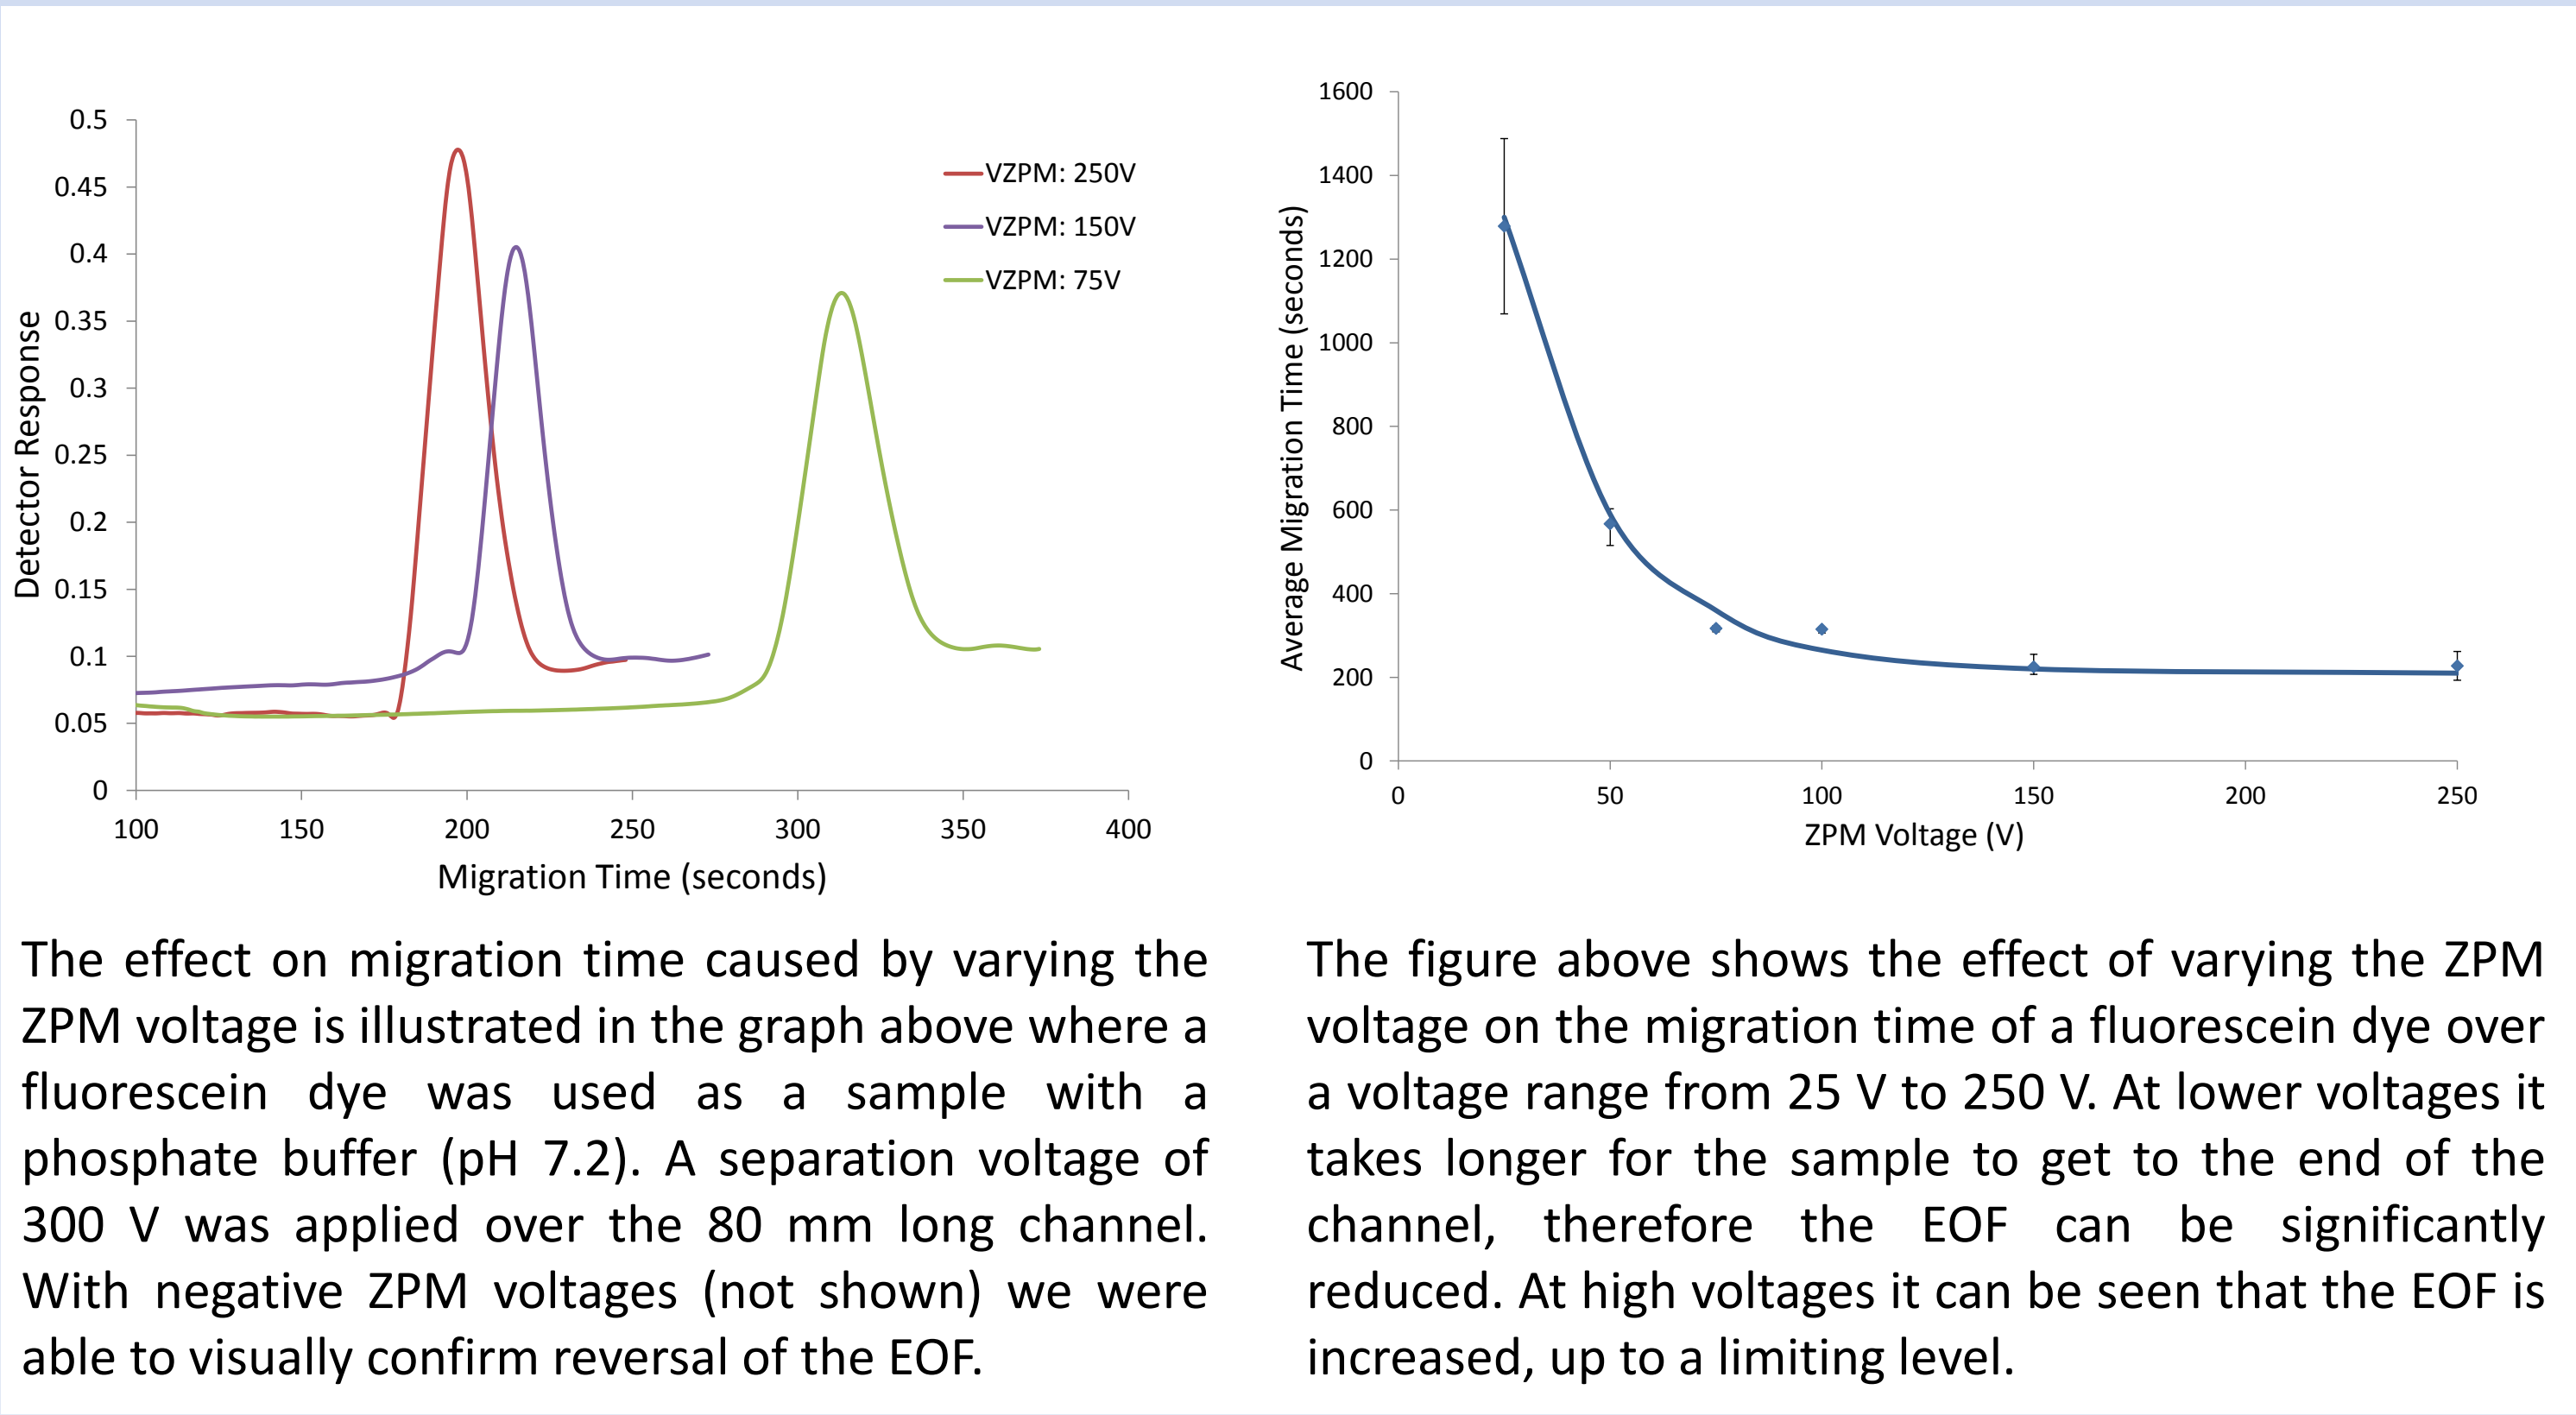 0.5
0.45
0.4
0.35
0.3
0.25
0.2
0.15
0.1
0.05
0
Detector Response
100 150 200 250 300 350 400
Migration Time (seconds)
VZPM: 250V
VZPM: 150V
VZPM: 75V
The effect on migration time caused by varying the
ZPM voltage is illustrated in the graph above where a
fluorescein dye was used as a sample with a
phosphate buffer (pH 7.2). A separation voltage of
300 V was applied over the 80 mm long channel.
With negative ZPM voltages (not shown) we were
able to visually confirm reversal of the EOF.
1600
1400
1200
1000
800
600
400
200
0
Average Migration Time (seconds)
0 50 100 150 200 250
ZPM Voltage (V)
The figure above shows the effect of varying the ZPM
voltage on the migration time of a fluorescein dye over
a voltage range from 25 V to 250 V. At lower voltages it
takes longer for the sample to get to the end of the
channel, therefore the EOF can be significantly
reduced. At high voltages it can be seen that the EOF is
increased, up to a limiting level.